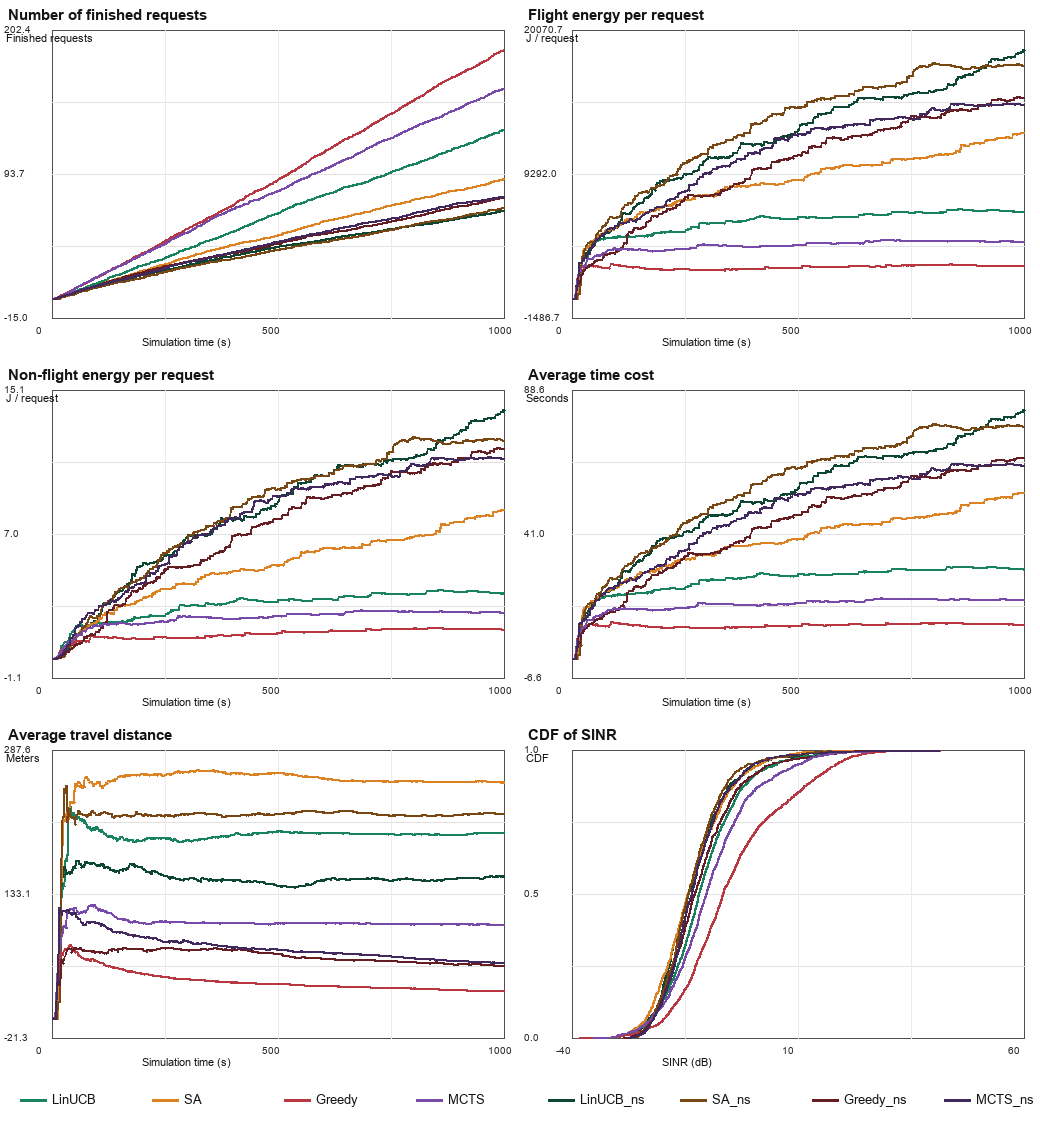 Number of finished requests
202.4
Finished requests
93.7
-15.0
0
500
1000
Simulation time (s)
Flight energy per request
20070.7
J / request
9292.0
-1486.7
0
500
1000
Simulation time (s)
Non-flight energy per request
15.1
J / request
7.0
-1.1
0
500
1000
Simulation time (s)
Average time cost
88.6
Seconds
41.0
-6.6
0
500
1000
Simulation time (s)
Average travel distance
287.6
Meters
133.1
-21.3
0
500
1000
Simulation time (s)
CDF of SINR
1.0
CDF
0.5
0.0
-40
10
60
SINR (dB)
LinUCB SA Greedy MCTS LinUCB_ns SA_ns Greedy_ns MCTS_ns